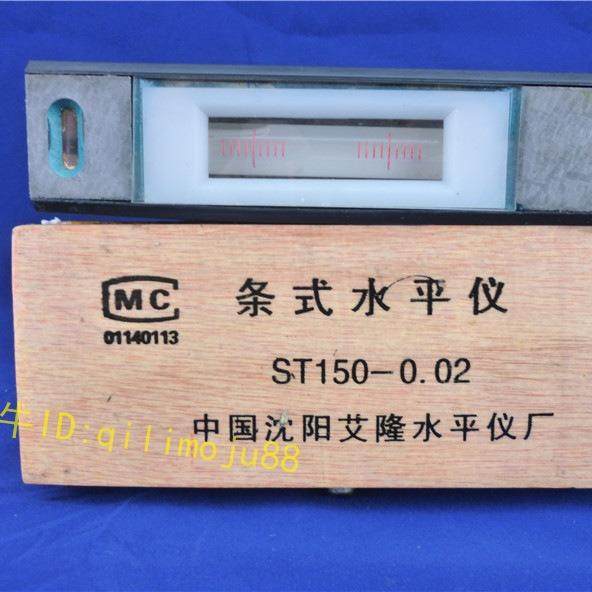 MC
01140113
条式水平仪
ST150-0.02
中国沈阳艾隆水平仪厂
牛ID:qilimoju88